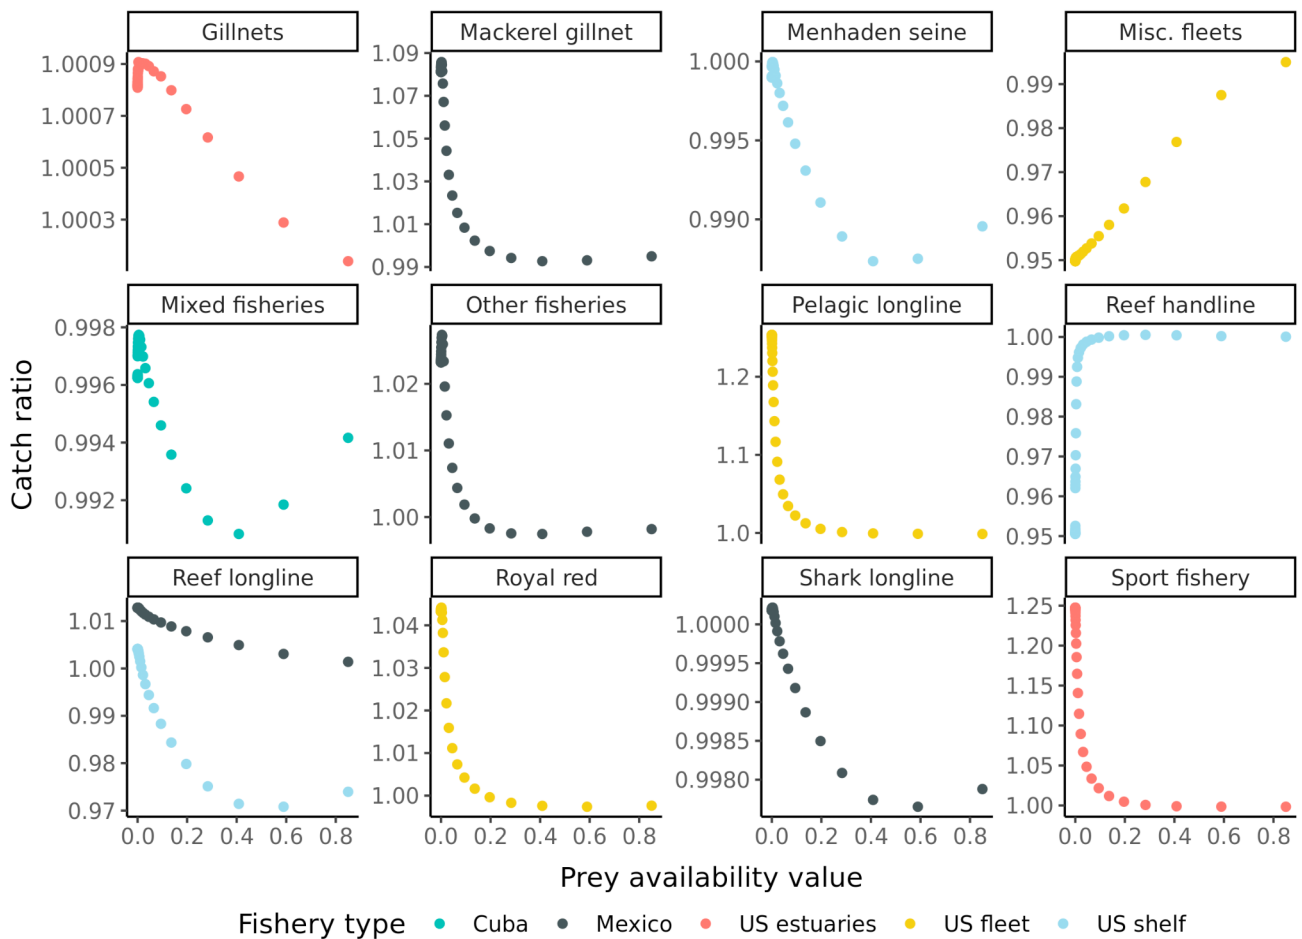 Gillnets
Mackerel gillnet
Menhaden seine
Misc. fleets
1.0009
1.0007
1.0005
1.0003
1.09
1.07
1.05
1.03
1.01
0.99
1.000
0.995
0.990
0.99
0.98
0.97
0.96
0.95
Mixed fisheries
Other fisheries
Pelagic longline
Reef handline
0.998
0.996
0.994
0.992
1.02
1.01
1.00
1.2
1.1
1.0
1.00
0.99
0.98
0.97
0.96
0.95
Catch ratio
Reef longline
Royal red
Shark longline
Sport fishery
1.01
1.00
0.99
0.98
0.97
1.04
1.03
1.02
1.01
1.00
1.0000
0.9995
0.9990
0.9985
0.9980
1.25
1.20
1.15
1.10
1.05
1.00
0.0 0.2 0.4 0.6 0.8
0.0 0.2 0.4 0.6 0.8
0.0 0.2 0.4 0.6 0.8
0.0 0.2 0.4 0.6 0.8
Prey availability value
Fishery type Cuba Mexico US estuaries US fleet US shelf